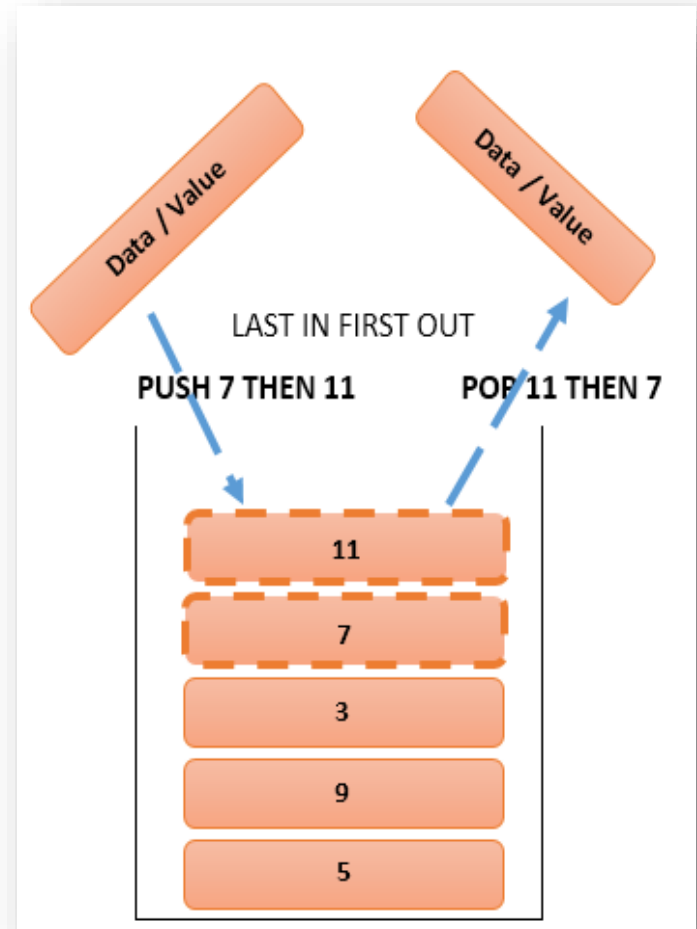 Data / Value
Data / Value
LAST IN FIRST OUT
PUSH 7 THEN 11
POP 11 THEN 7
11
7
3
9
5